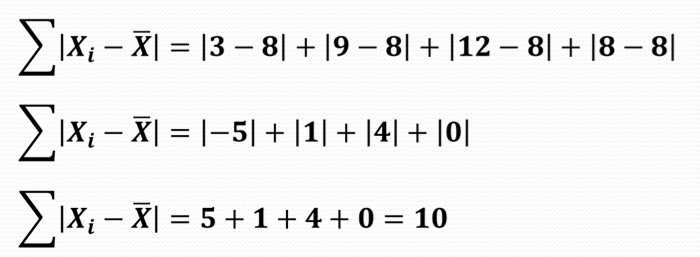 ∑|Xᵢ − X̄| = |3 − 8| + |9 − 8| + |12 − 8| + |8 − 8|
∑|Xᵢ − X̄| = |−5| + |1| + |4| + |0|
∑|Xᵢ − X̄| = 5 + 1 + 4 + 0 = 10